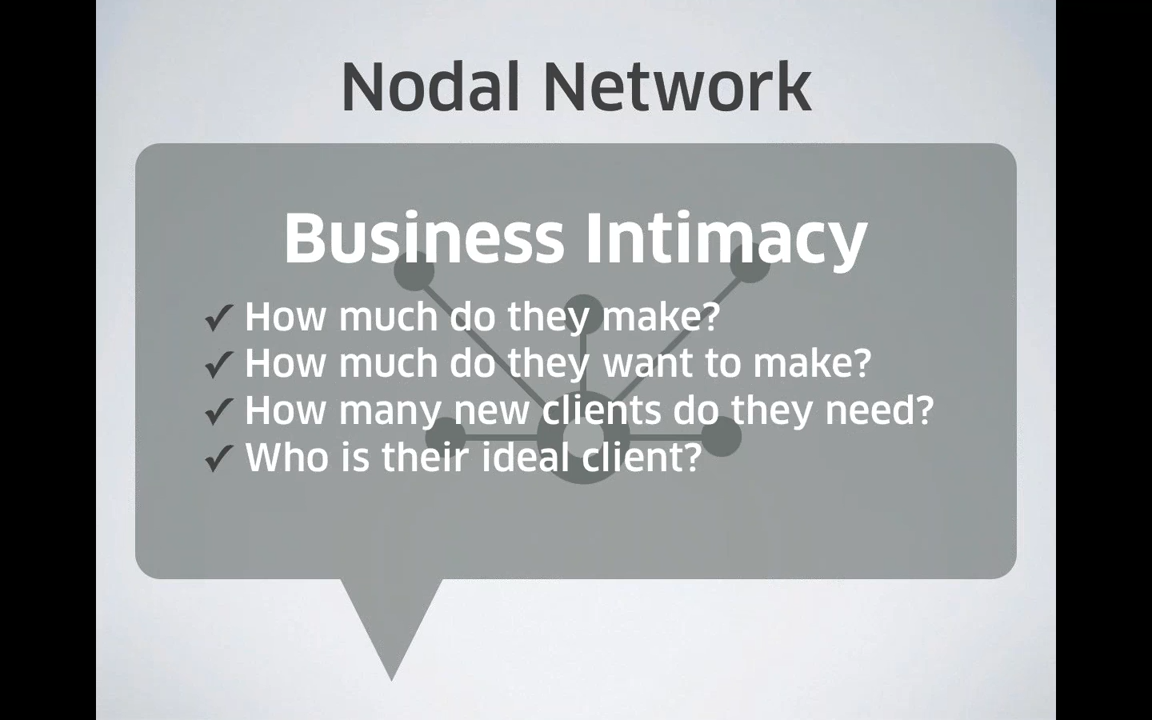 Nodal Network
Business Intimacy
✓ How much do they make?
✓ How much do they want to make?
✓ How many new clients do they need?
✓ Who is their ideal client?